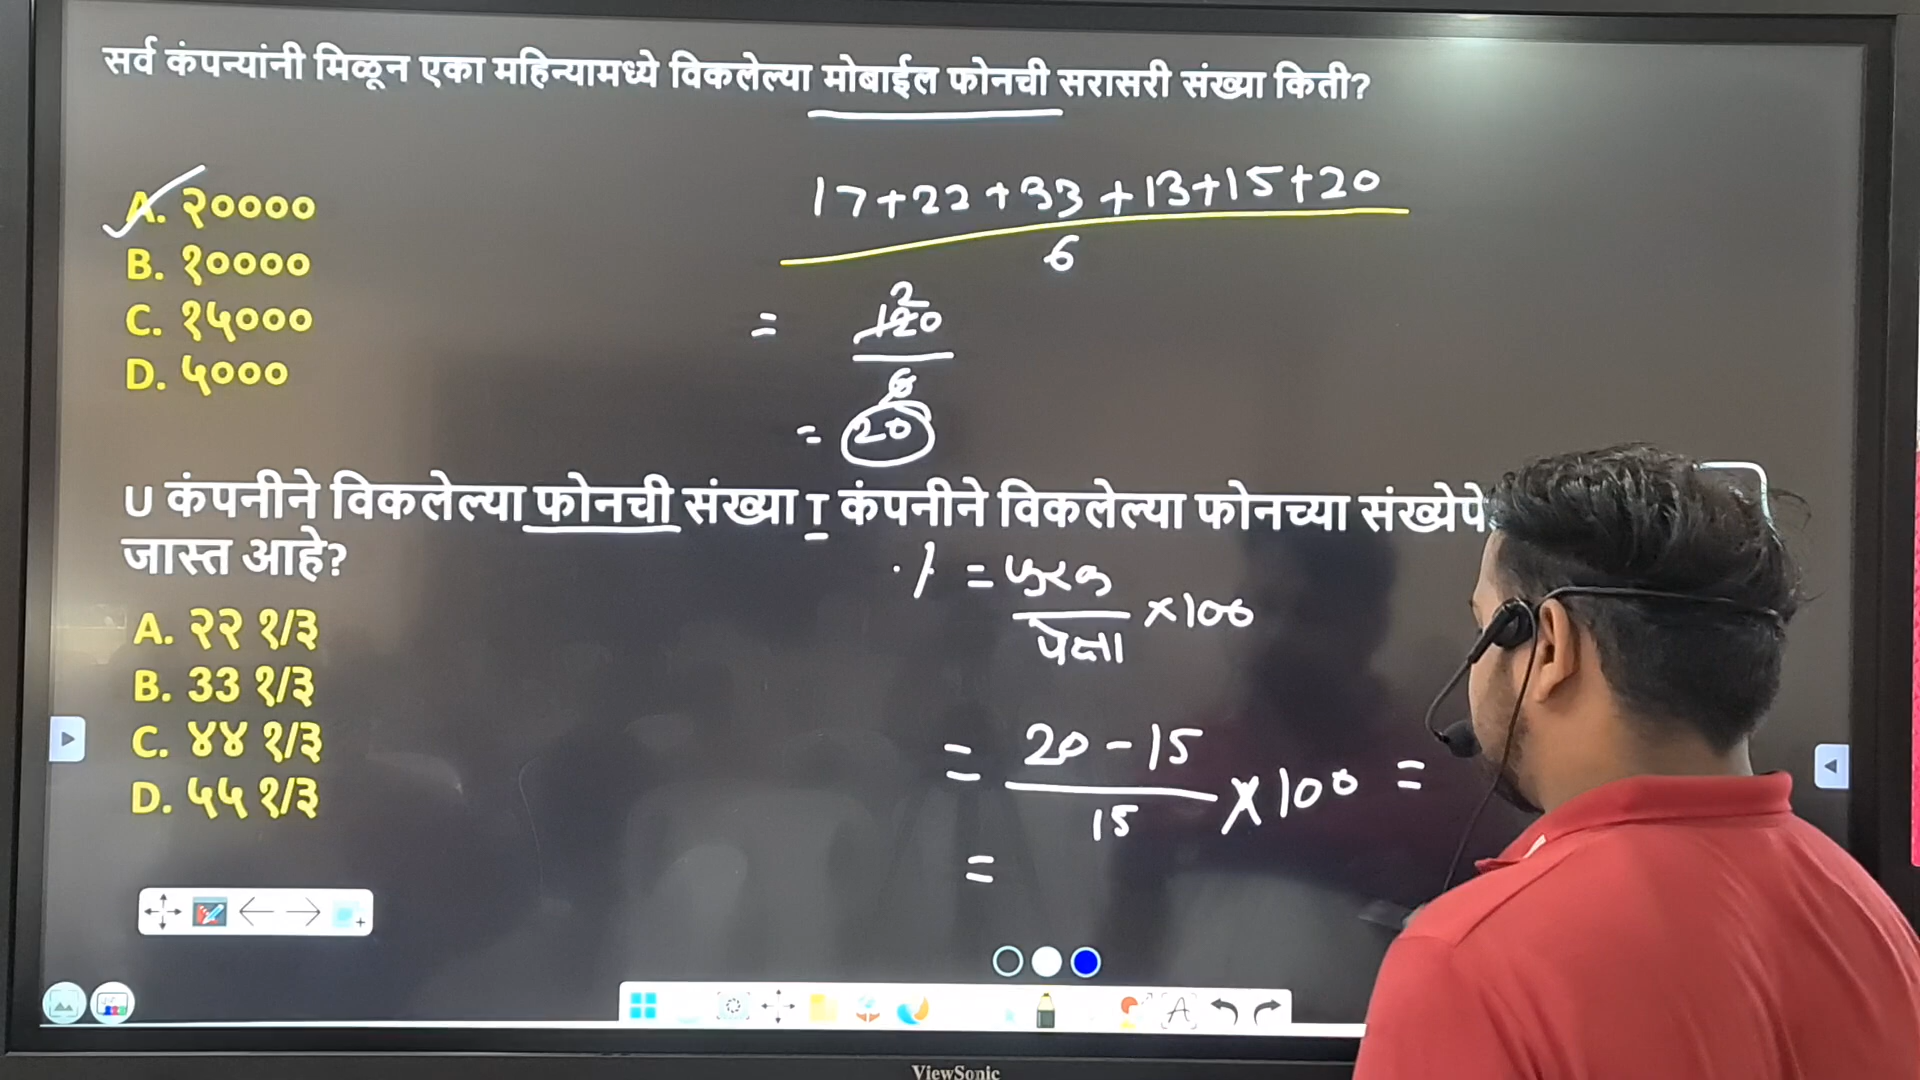 सर्व कंपन्यांनी मिळून एका महिन्यामध्ये विकलेल्या मोबाईल फोनची सरासरी संख्या किती?
A. २००००
B. १००००
C. १५०००
D. ५०००
17+22+33+13+15+20
6
= 120
2
6
= 20
U कंपनीने विकलेल्या फोनची संख्या T कंपनीने विकलेल्या फोनच्या संख्येपे
जास्त आहे?
A. २२ १/३
B. 33 १/३
C. ४४ १/३
D. ५५ १/३
% = फरक
पेक्षा
×100
= 20-15
15
×100 =
=
ViewSonic